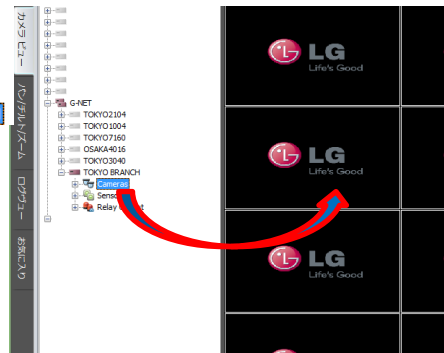 カメラ ビュー
パン/チルト/ズーム
ログヴュー
お気に入り
G-NET
TOKYO2104
TOKYO1004
TOKYO7160
OSAKA4016
TOKYO3040
TOKYO BRANCH
Cameras
Relay
LG
Life's Good
LG
Life's Good
LG
Life's Good